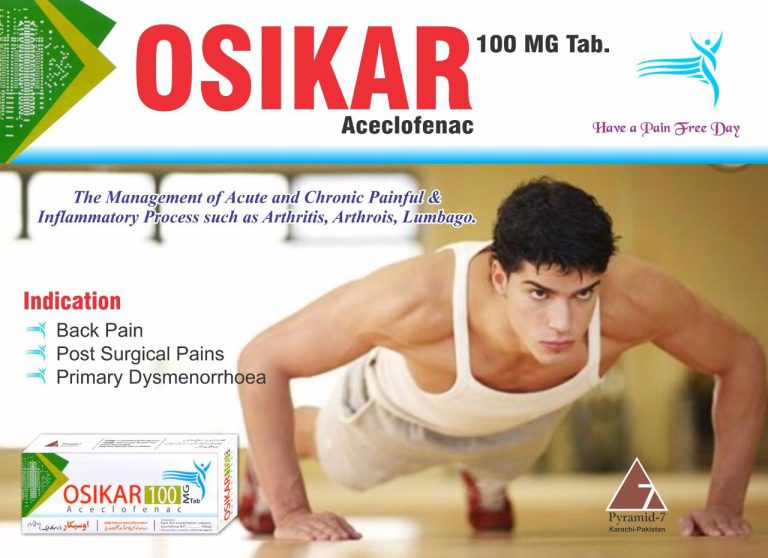 OSIKAR
100 MG Tab.
Aceclofenac
Have a Pain Free Day
The Management of Acute and Chronic Painful &
Inflammatory Process such as Arthritis, Arthrois, Lumbago.
Indication
Back Pain
Post Surgical Pains
Primary Dysmenorrhoea
OSIKAR 100 MG Tab
Aceclofenac
اوسیکار
OSIKAR
Pyramid-7
Karachi-Pakistan